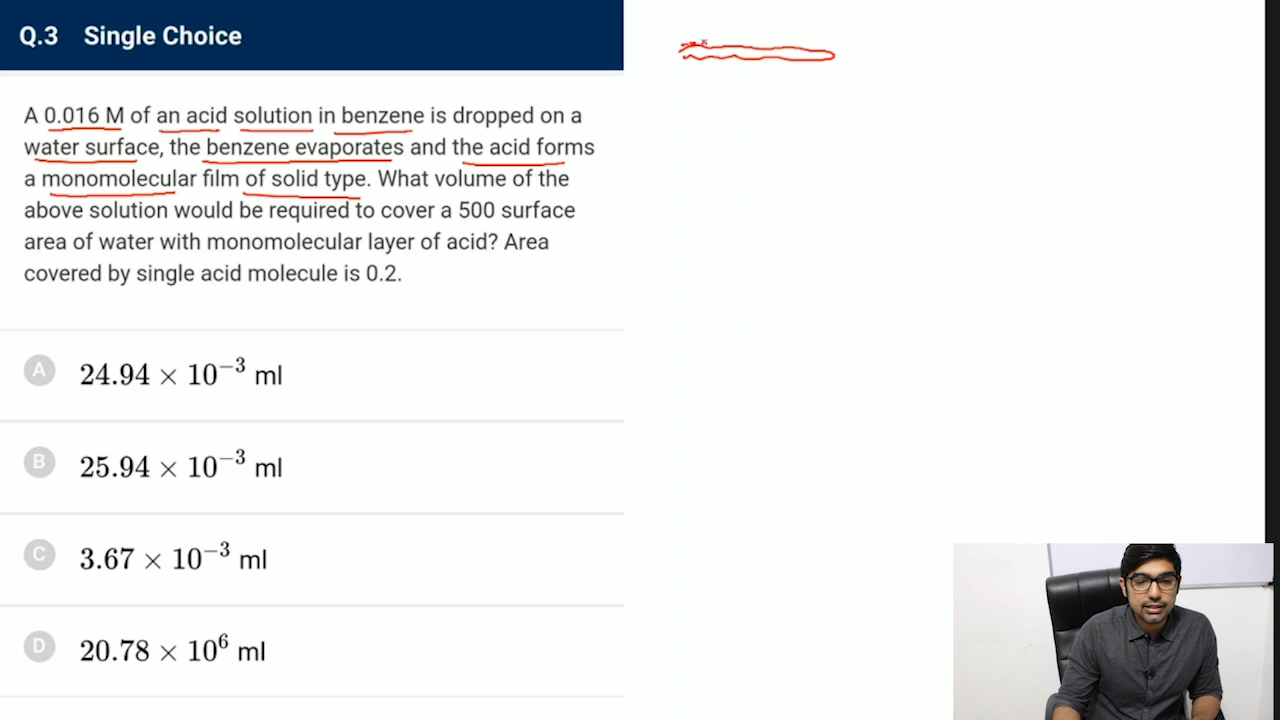 Q.3 Single Choice
A 0.016 M of an acid solution in benzene is dropped on a
water surface, the benzene evaporates and the acid forms
a monomolecular film of solid type. What volume of the
above solution would be required to cover a 500 surface
area of water with monomolecular layer of acid? Area
covered by single acid molecule is 0.2.
A 24.94 × 10⁻³ ml
B 25.94 × 10⁻³ ml
C 3.67 × 10⁻³ ml
D 20.78 × 10⁶ ml